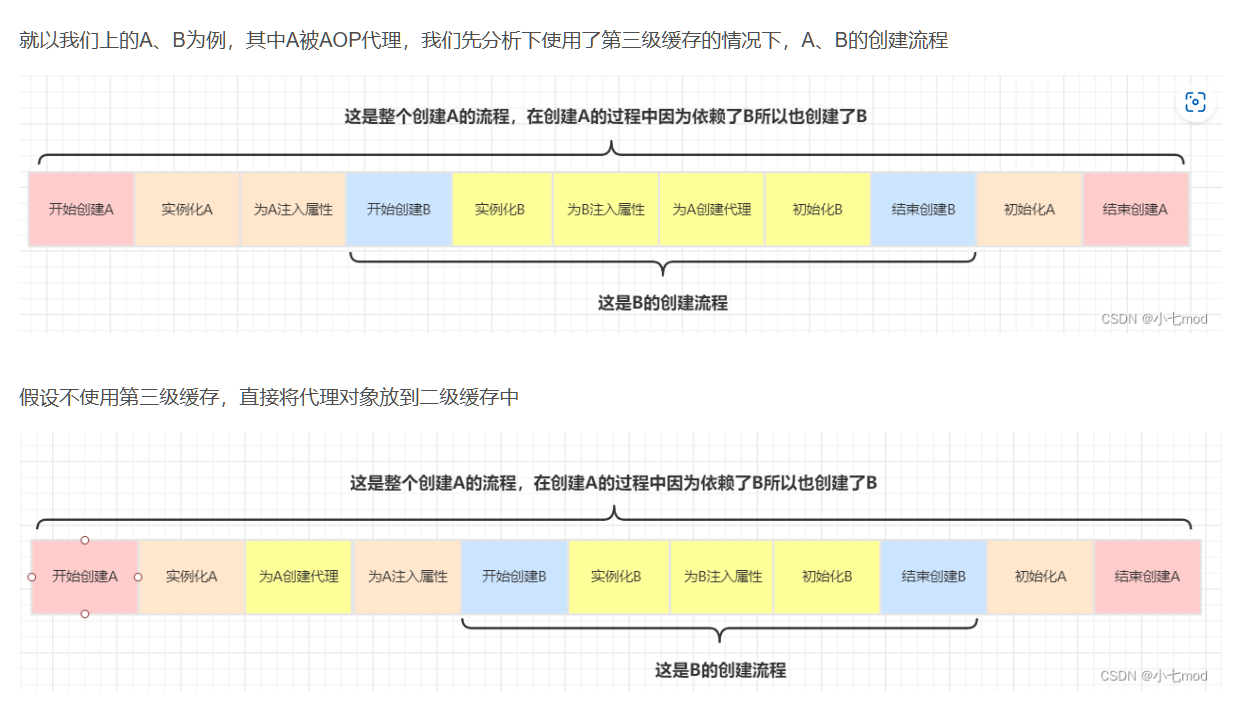 就以我们上的A、B为例，其中A被AOP代理，我们先分析下使用了第三级缓存的情况下，A、B的创建流程
这是整个创建A的流程，在创建A的过程中因为依赖了B所以也创建了B
开始创建A 实例化A 为A注入属性 开始创建B 实例化B 为B注入属性 为A创建代理 初始化B 结束创建B 初始化A 结束创建A
这是B的创建流程
CSDN @小七mod
假设不使用第三级缓存，直接将代理对象放到二级缓存中
这是整个创建A的流程，在创建A的过程中因为依赖了B所以也创建了B
开始创建A 实例化A 为A创建代理 为A注入属性 开始创建B 实例化B 为B注入属性 初始化B 结束创建B 初始化A 结束创建A
这是B的创建流程
CSDN @小七mod